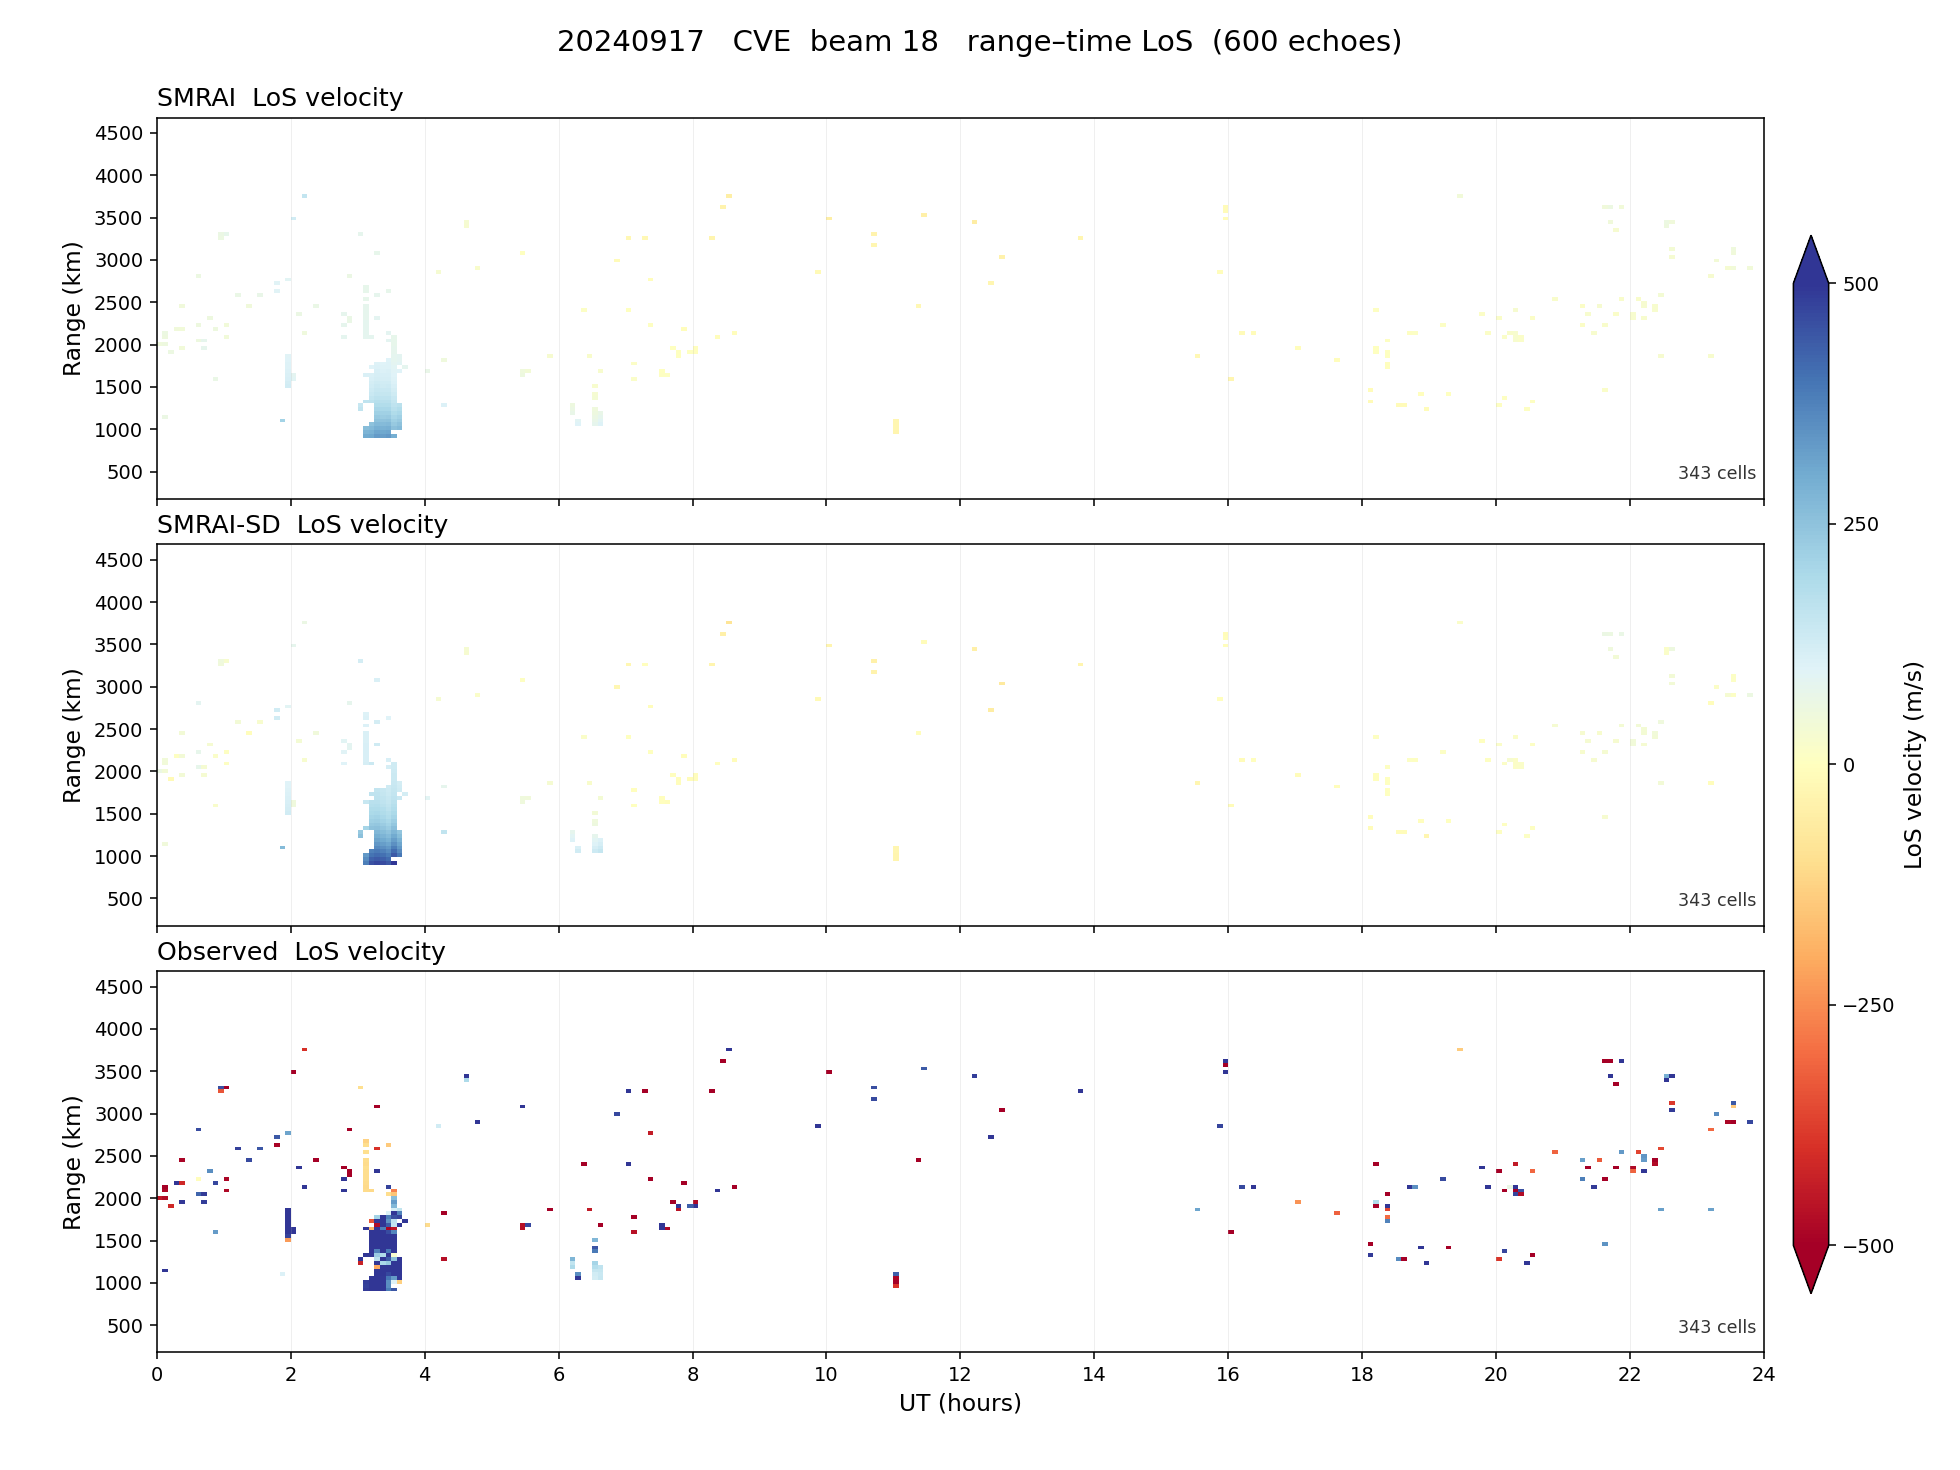 20240917   CVE  beam 18   range–time LoS  (600 echoes)
SMRAI  LoS velocity
4500
4000
3500
3000
2500
2000
1500
1000
500
Range (km)
343 cells
SMRAI-SD  LoS velocity
4500
4000
3500
3000
2500
2000
1500
1000
500
Range (km)
343 cells
Observed  LoS velocity
4500
4000
3500
3000
2500
2000
1500
1000
500
Range (km)
343 cells
0 2 4 6 8 10 12 14 16 18 20 22 24
UT (hours)
500
250
0
−250
−500
LoS velocity (m/s)